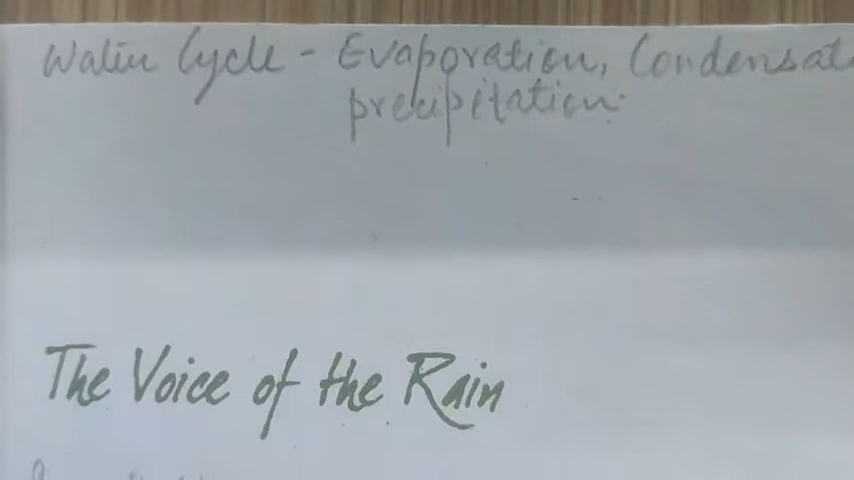 Water Cycle - Evaporation, Condensat
precipitation.
The Voice of the Rain